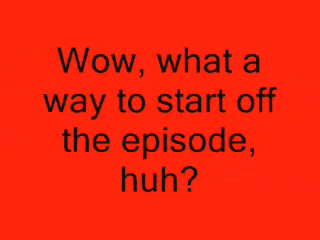 Wow, what a
way to start off
the episode,
huh?